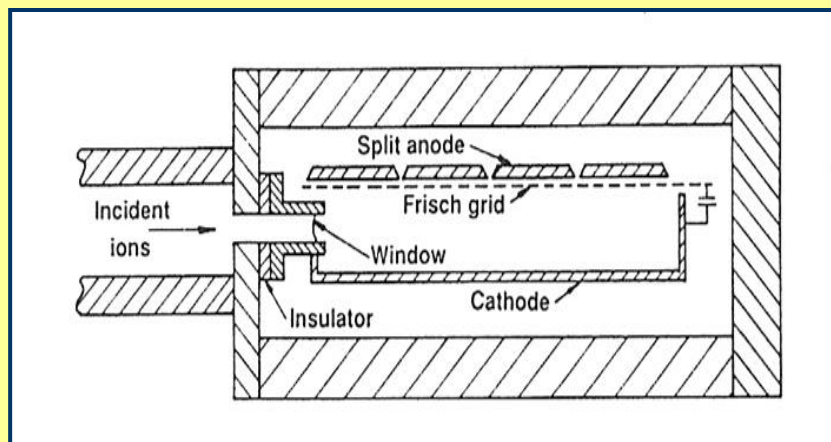 Split anode
Frisch grid
Incident
ions
Window
Cathode
Insulator